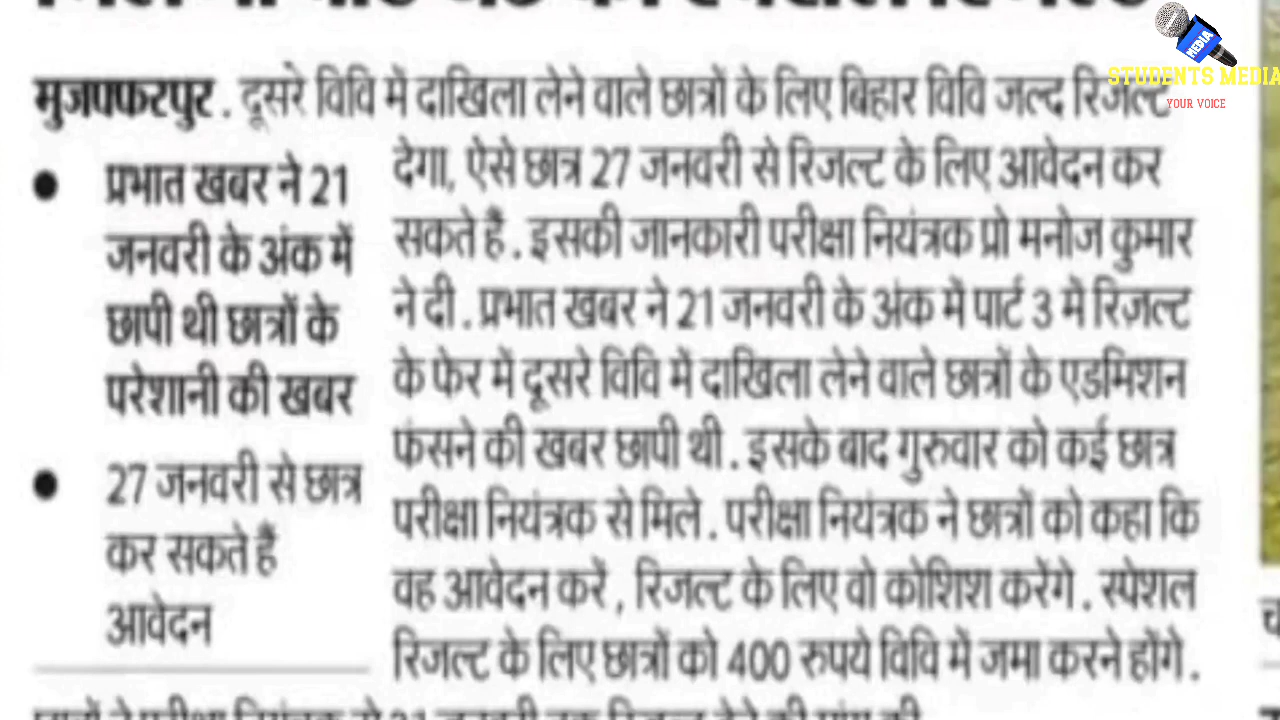 MEDIA
STUDENTS MEDIA
YOUR VOICE
मुजफ्फरपुर. दूसरे विवि में दाखिला लेने वाले छात्रों के लिए बिहार विवि जल्द रिजल्ट
देगा, ऐसे छात्र 27 जनवरी से रिजल्ट के लिए आवेदन कर
सकते हैं. इसकी जानकारी परीक्षा नियंत्रक प्रो मनोज कुमार
ने दी. प्रभात खबर ने 21 जनवरी के अंक में पार्ट 3 में रिजल्ट
के फेर में दूसरे विवि में दाखिला लेने वाले छात्रों के एडमिशन
फंसने की खबर छापी थी. इसके बाद गुरुवार को कई छात्र
परीक्षा नियंत्रक से मिले. परीक्षा नियंत्रक ने छात्रों को कहा कि
वह आवेदन करें, रिजल्ट के लिए वो कोशिश करेंगे. स्पेशल
रिजल्ट के लिए छात्रों को 400 रुपये विवि में जमा करने होंगे.
● प्रभात खबर ने 21
जनवरी के अंक में
छापी थी छात्रों के
परेशानी की खबर
● 27 जनवरी से छात्र
कर सकते हैं
आवेदन